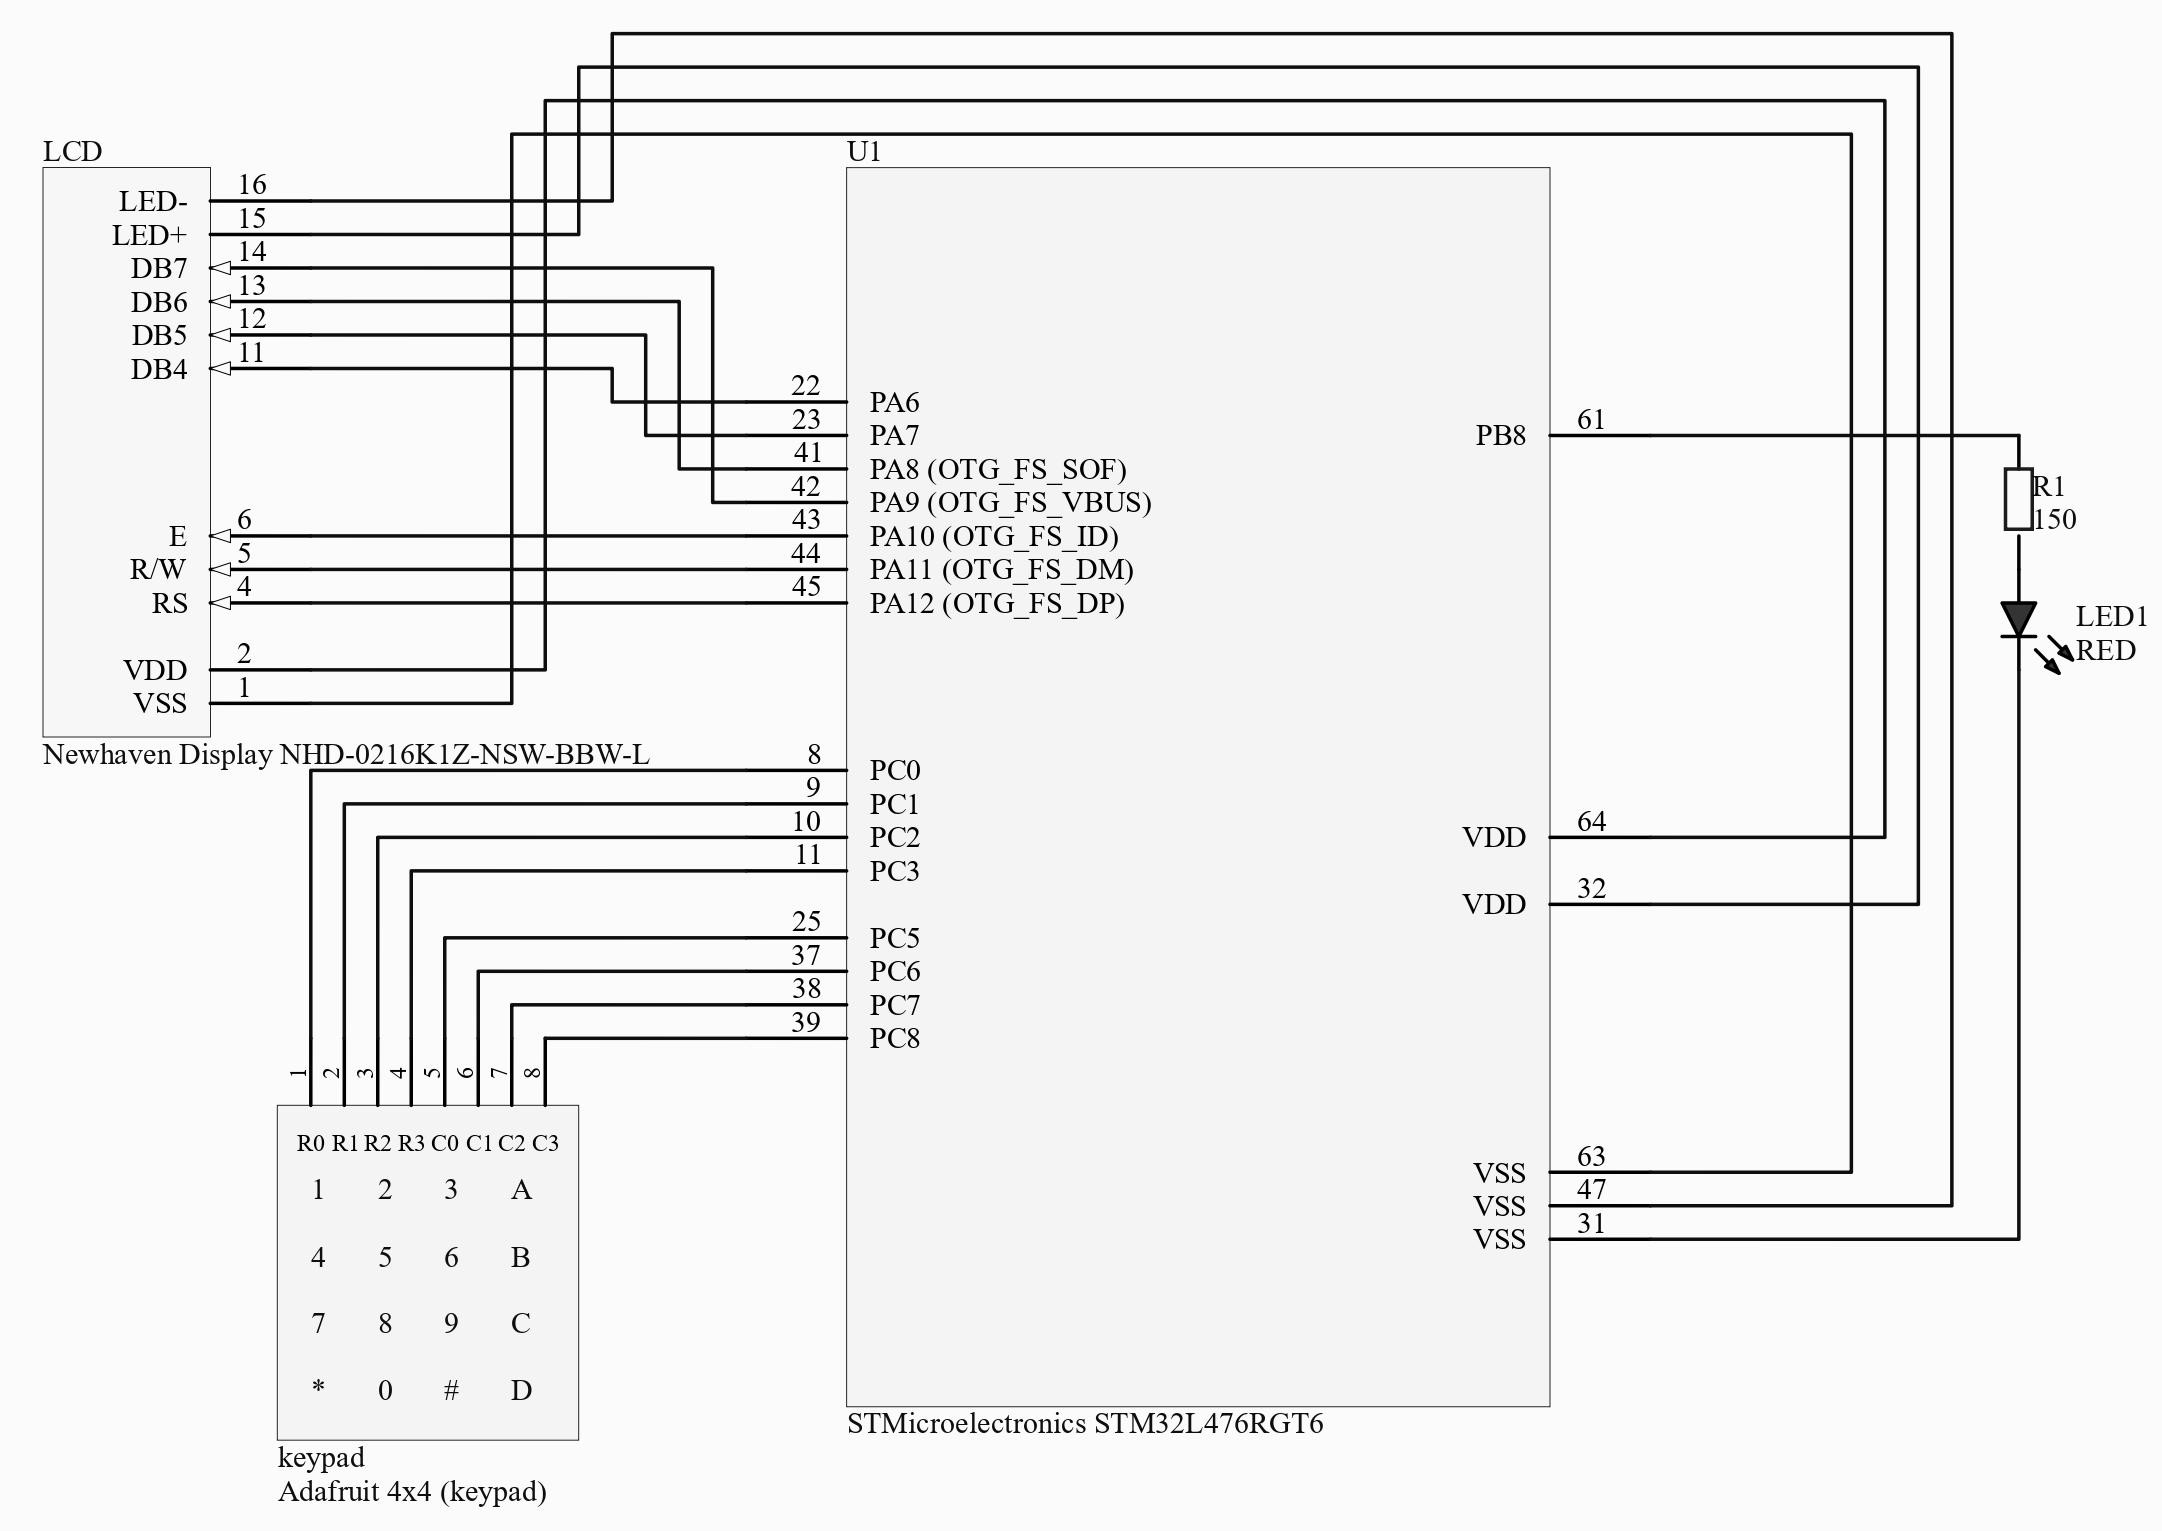 LCD
LED- 16
LED+ 15
DB7 14
DB6 13
DB5 12
DB4 11
E 6
R/W 5
RS 4
VDD 2
VSS 1
Newhaven Display NHD-0216K1Z-NSW-BBW-L
U1
22 PA6
23 PA7
41 PA8 (OTG_FS_SOF)
42 PA9 (OTG_FS_VBUS)
43 PA10 (OTG_FS_ID)
44 PA11 (OTG_FS_DM)
45 PA12 (OTG_FS_DP)
8 PC0
9 PC1
10 PC2
11 PC3
25 PC5
37 PC6
38 PC7
39 PC8
PB8 61
VDD 64
VDD 32
VSS 63
VSS 47
VSS 31
STMicroelectronics STM32L476RGT6
R1
150
LED1
RED
1 2 3 4 5 6 7 8
R0 R1 R2 R3 C0 C1 C2 C3
1 2 3 A
4 5 6 B
7 8 9 C
* 0 # D
keypad
Adafruit 4x4 (keypad)